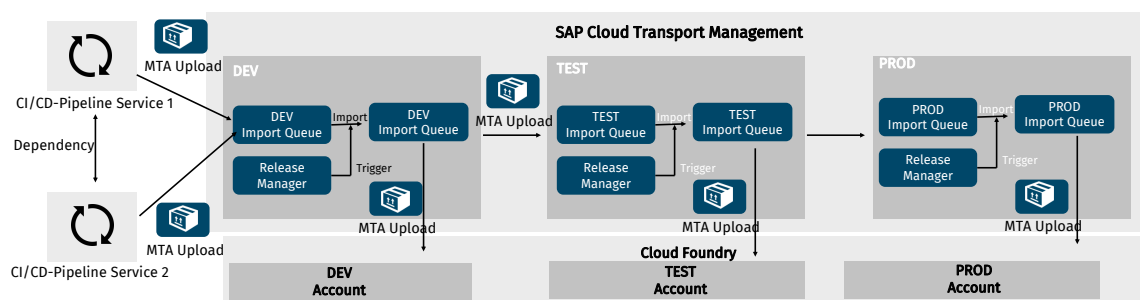 SAP Cloud Transport Management
MTA Upload
CI/CD-Pipeline Service 1
Dependency
MTA Upload
CI/CD-Pipeline Service 2
DEV
DEV
Import Queue
Import
DEV
Import Queue
Release
Manager
Trigger
MTA Upload
MTA Upload
TEST
TEST
Import Queue
Import
TEST
Import Queue
Release
Manager
Trigger
MTA Upload
PROD
PROD
Import Queue
Import
PROD
Import Queue
Release
Manager
Trigger
MTA Upload
Cloud Foundry
DEV
Account
TEST
Account
PROD
Account